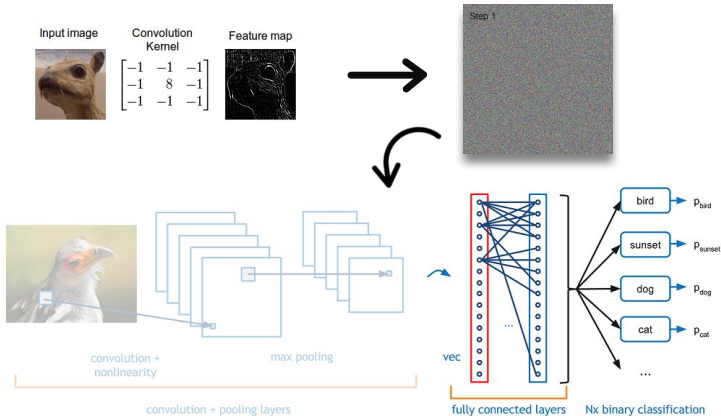 Input image
Convolution
Kernel
Feature map
−1 −1 −1
−1 8 −1
−1 −1 −1
Step 1
bird
p_bird
sunset
p_sunset
dog
p_dog
cat
p_cat
...
...
vec
convolution +
nonlinearity
max pooling
convolution + pooling layers
fully connected layers
Nx binary classification